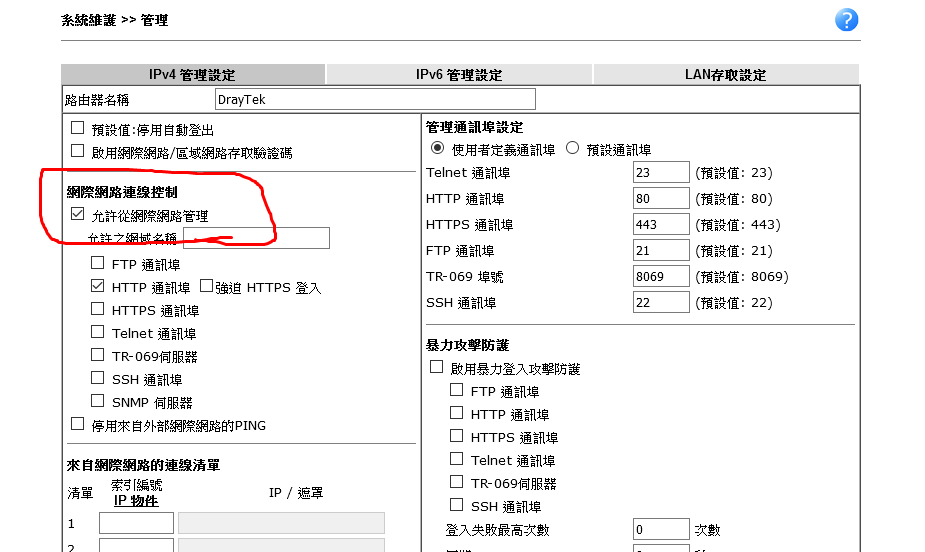 系統維護 >> 管理
?
IPv4 管理設定
IPv6 管理設定
LAN存取設定
路由器名稱
DrayTek
預設值:停用自動登出
啟用網際網路/區域網路存取驗證碼
網際網路連線控制
允許從網際網路管理
允許之網域名稱
FTP 通訊埠
HTTP 通訊埠 強迫 HTTPS 登入
HTTPS 通訊埠
Telnet 通訊埠
TR-069伺服器
SSH 通訊埠
SNMP 伺服器
停用來自外部網際網路的PING
來自網際網路的連線清單
清單 索引編號 IP / 遮罩
IP 物件
1
2
管理通訊埠設定
使用者定義通訊埠 預設通訊埠
Telnet 通訊埠 23 (預設值: 23)
HTTP 通訊埠 80 (預設值: 80)
HTTPS 通訊埠 443 (預設值: 443)
FTP 通訊埠 21 (預設值: 21)
TR-069 埠號 8069 (預設值: 8069)
SSH 通訊埠 22 (預設值: 22)
暴力攻擊防護
啟用暴力登入攻擊防護
FTP 通訊埠
HTTP 通訊埠
HTTPS 通訊埠
Telnet 通訊埠
TR-069伺服器
SSH 通訊埠
登入失敗最高次數 0 次數